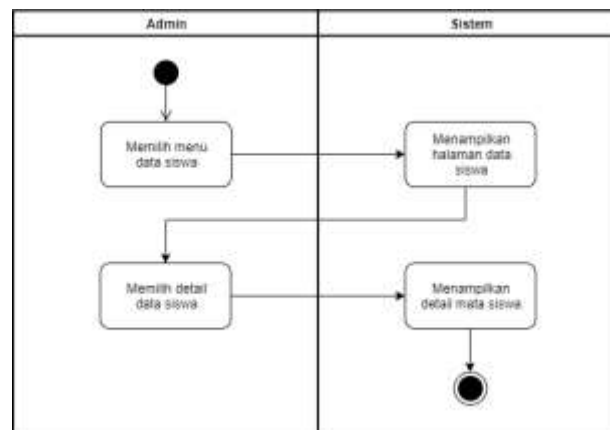 Admin
Sistem
Memilih menu
data siswa
Menampilkan
halaman data
siswa
Memilih detail
data siswa
Menampilkan
detail mata siswa